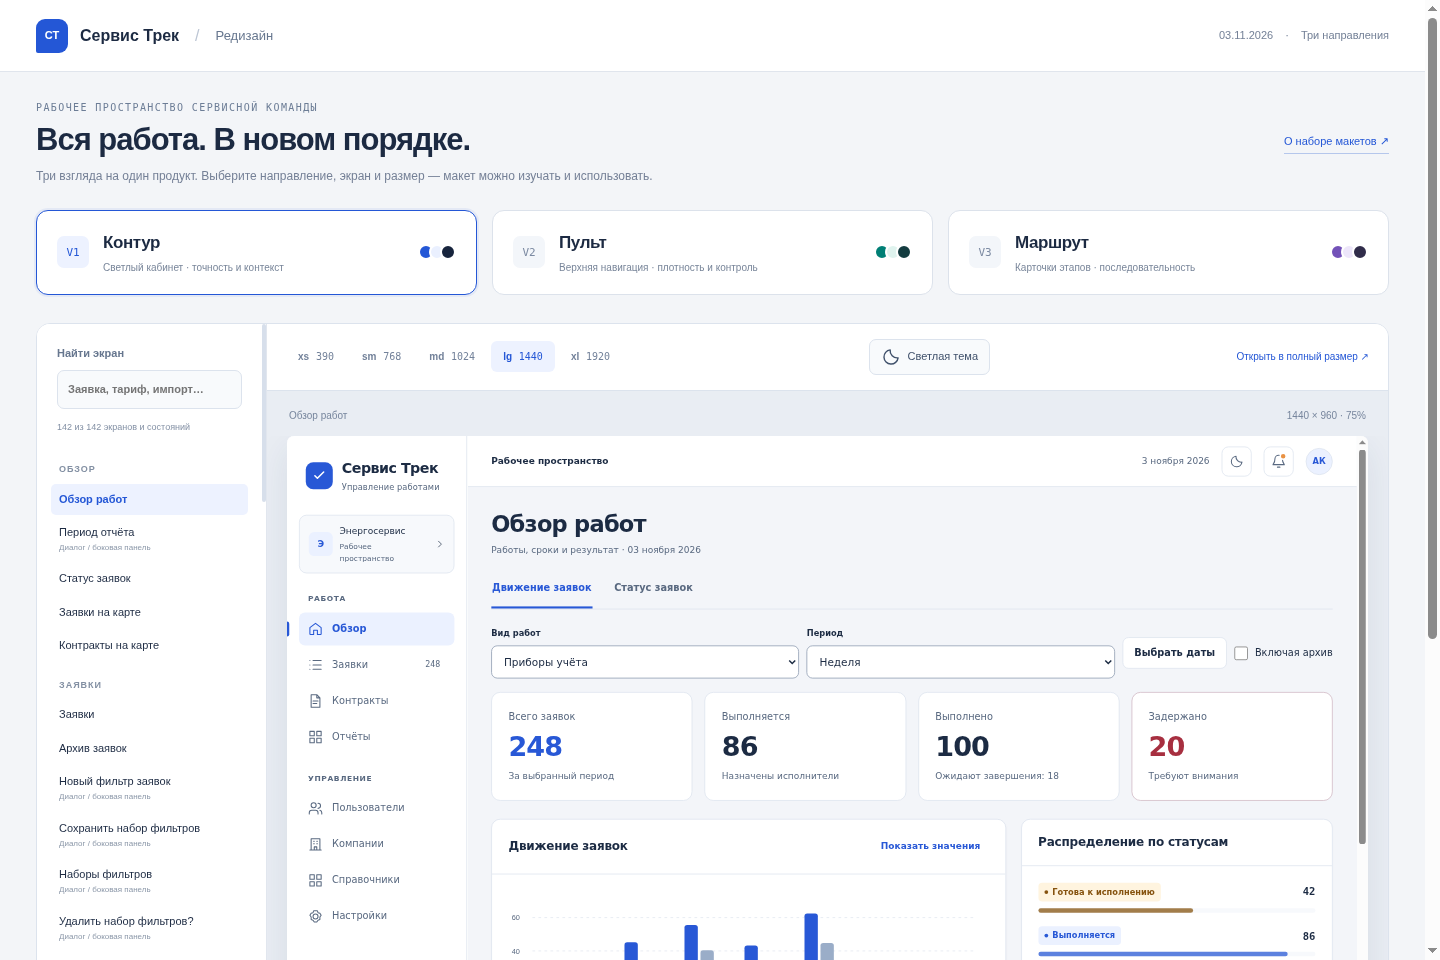 СТ Сервис Трек / Редизайн
03.11.2026 · Три направления
РАБОЧЕЕ ПРОСТРАНСТВО СЕРВИСНОЙ КОМАНДЫ
Вся работа. В новом порядке.
О наборе макетов ↗
Три взгляда на один продукт. Выберите направление, экран и размер — макет можно изучать и использовать.
V1 Контур
Светлый кабинет · точность и контекст
V2 Пульт
Верхняя навигация · плотность и контроль
V3 Маршрут
Карточки этапов · последовательность
Найти экран
Заявка, тариф, импорт…
142 из 142 экранов и состояний
ОБЗОР
Обзор работ
Период отчёта
Диалог / боковая панель
Статус заявок
Заявки на карте
Контракты на карте
ЗАЯВКИ
Заявки
Архив заявок
Новый фильтр заявок
Диалог / боковая панель
Сохранить набор фильтров
Диалог / боковая панель
Наборы фильтров
Диалог / боковая панель
Удалить набор фильтров?
Диалог / боковая панель
xs 390 sm 768 md 1024 lg 1440 xl 1920
Светлая тема
Открыть в полный размер ↗
Обзор работ
1440 × 960 · 75%
Сервис Трек
Управление работами
Э Энергосервис
Рабочее
пространство
РАБОТА
Обзор
Заявки 248
Контракты
Отчёты
УПРАВЛЕНИЕ
Пользователи
Компании
Справочники
Настройки
Рабочее пространство
3 ноября 2026
АК
Обзор работ
Работы, сроки и результат · 03 ноября 2026
Движение заявок Статус заявок
Вид работ
Приборы учёта
Период
Неделя
Выбрать даты
Включая архив
Всего заявок
248
За выбранный период
Выполняется
86
Назначены исполнители
Выполнено
100
Ожидают завершения: 18
Задержано
20
Требуют внимания
Движение заявок
Показать значения
60
40
Распределение по статусам
Готова к исполнению 42
Выполняется 86